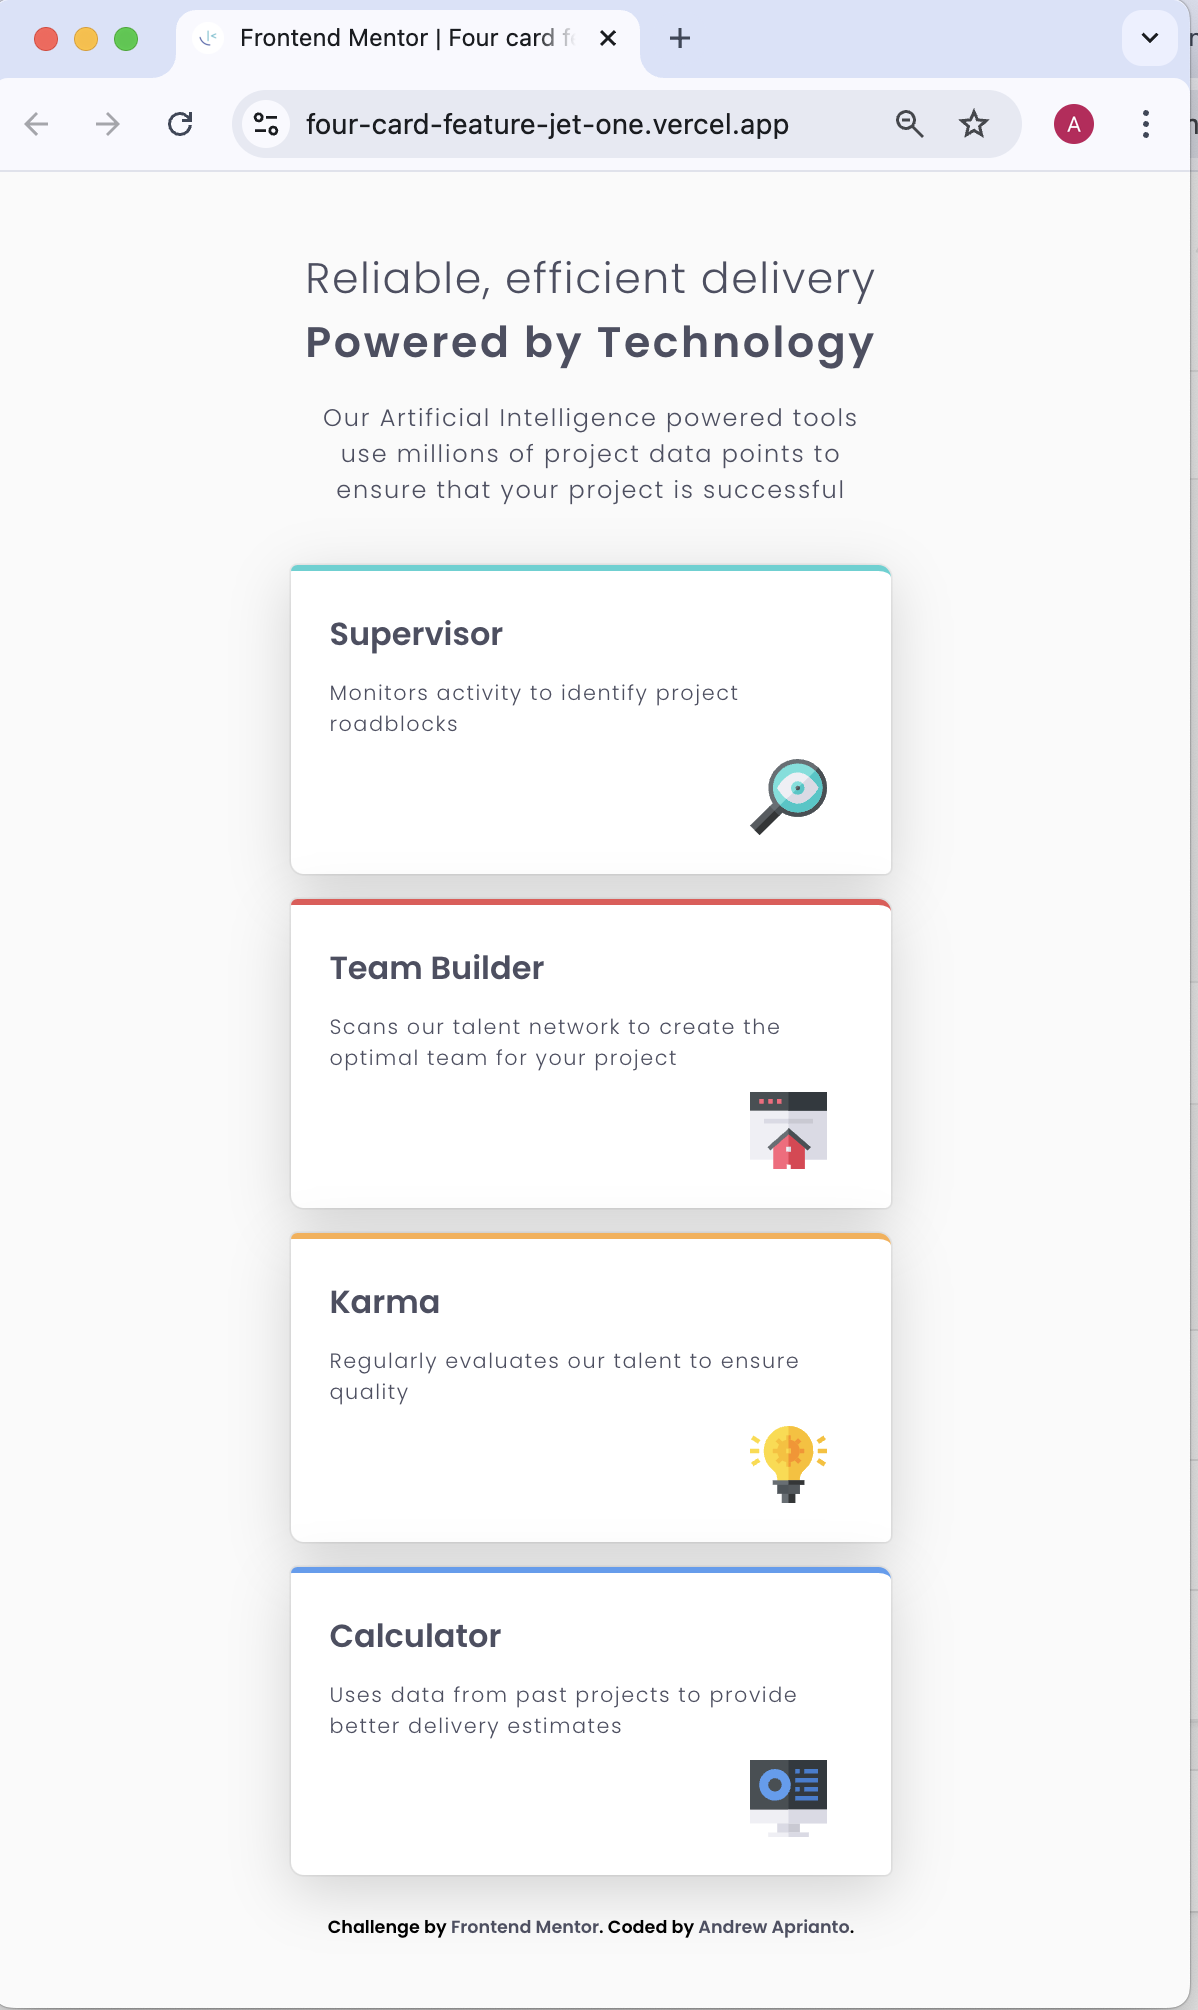 Frontend Mentor | Four card fe
four-card-feature-jet-one.vercel.app
A
Reliable, efficient delivery
Powered by Technology
Our Artificial Intelligence powered tools
use millions of project data points to
ensure that your project is successful
Supervisor
Monitors activity to identify project
roadblocks
Team Builder
Scans our talent network to create the
optimal team for your project
Karma
Regularly evaluates our talent to ensure
quality
Calculator
Uses data from past projects to provide
better delivery estimates
Challenge by Frontend Mentor. Coded by Andrew Aprianto.